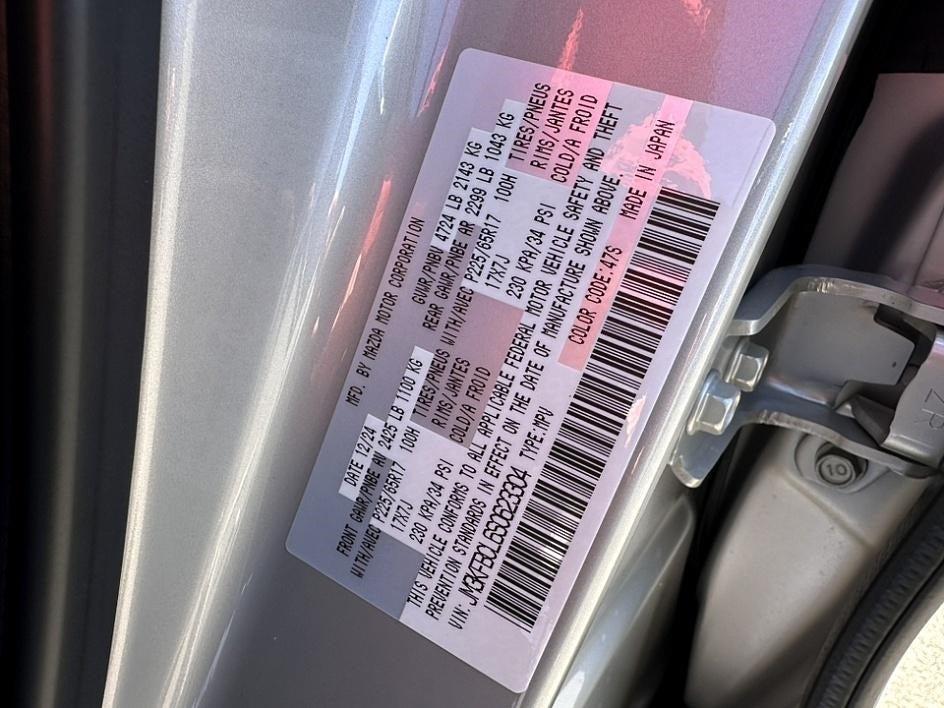 MFD. BY MAZDA MOTOR CORPORATION
DATE 12/24 GVWR/PNBV 4724 LB 2143 KG
FRONT GAWR/PNBE AV 2425 LB 1100 KG REAR GAWR/PNBE AR 2299 LB 1043 KG
WITH/AVEC P225/65R17 100H TIRES/PNEUS WITH/AVEC P225/65R17 100H TIRES/PNEUS
17X7J RIMS/JANTES 17X7J RIMS/JANTES
230 KPA/34 PSI COLD/A FROID 230 KPA/34 PSI COLD/A FROID
THIS VEHICLE CONFORMS TO ALL APPLICABLE FEDERAL MOTOR VEHICLE SAFETY AND THEFT
PREVENTION STANDARDS IN EFFECT ON THE DATE OF MANUFACTURE SHOWN ABOVE.
VIN: JM3KFBCL6S0623304 TYPE:MPV COLOR CODE:47S MADE IN JAPAN
10